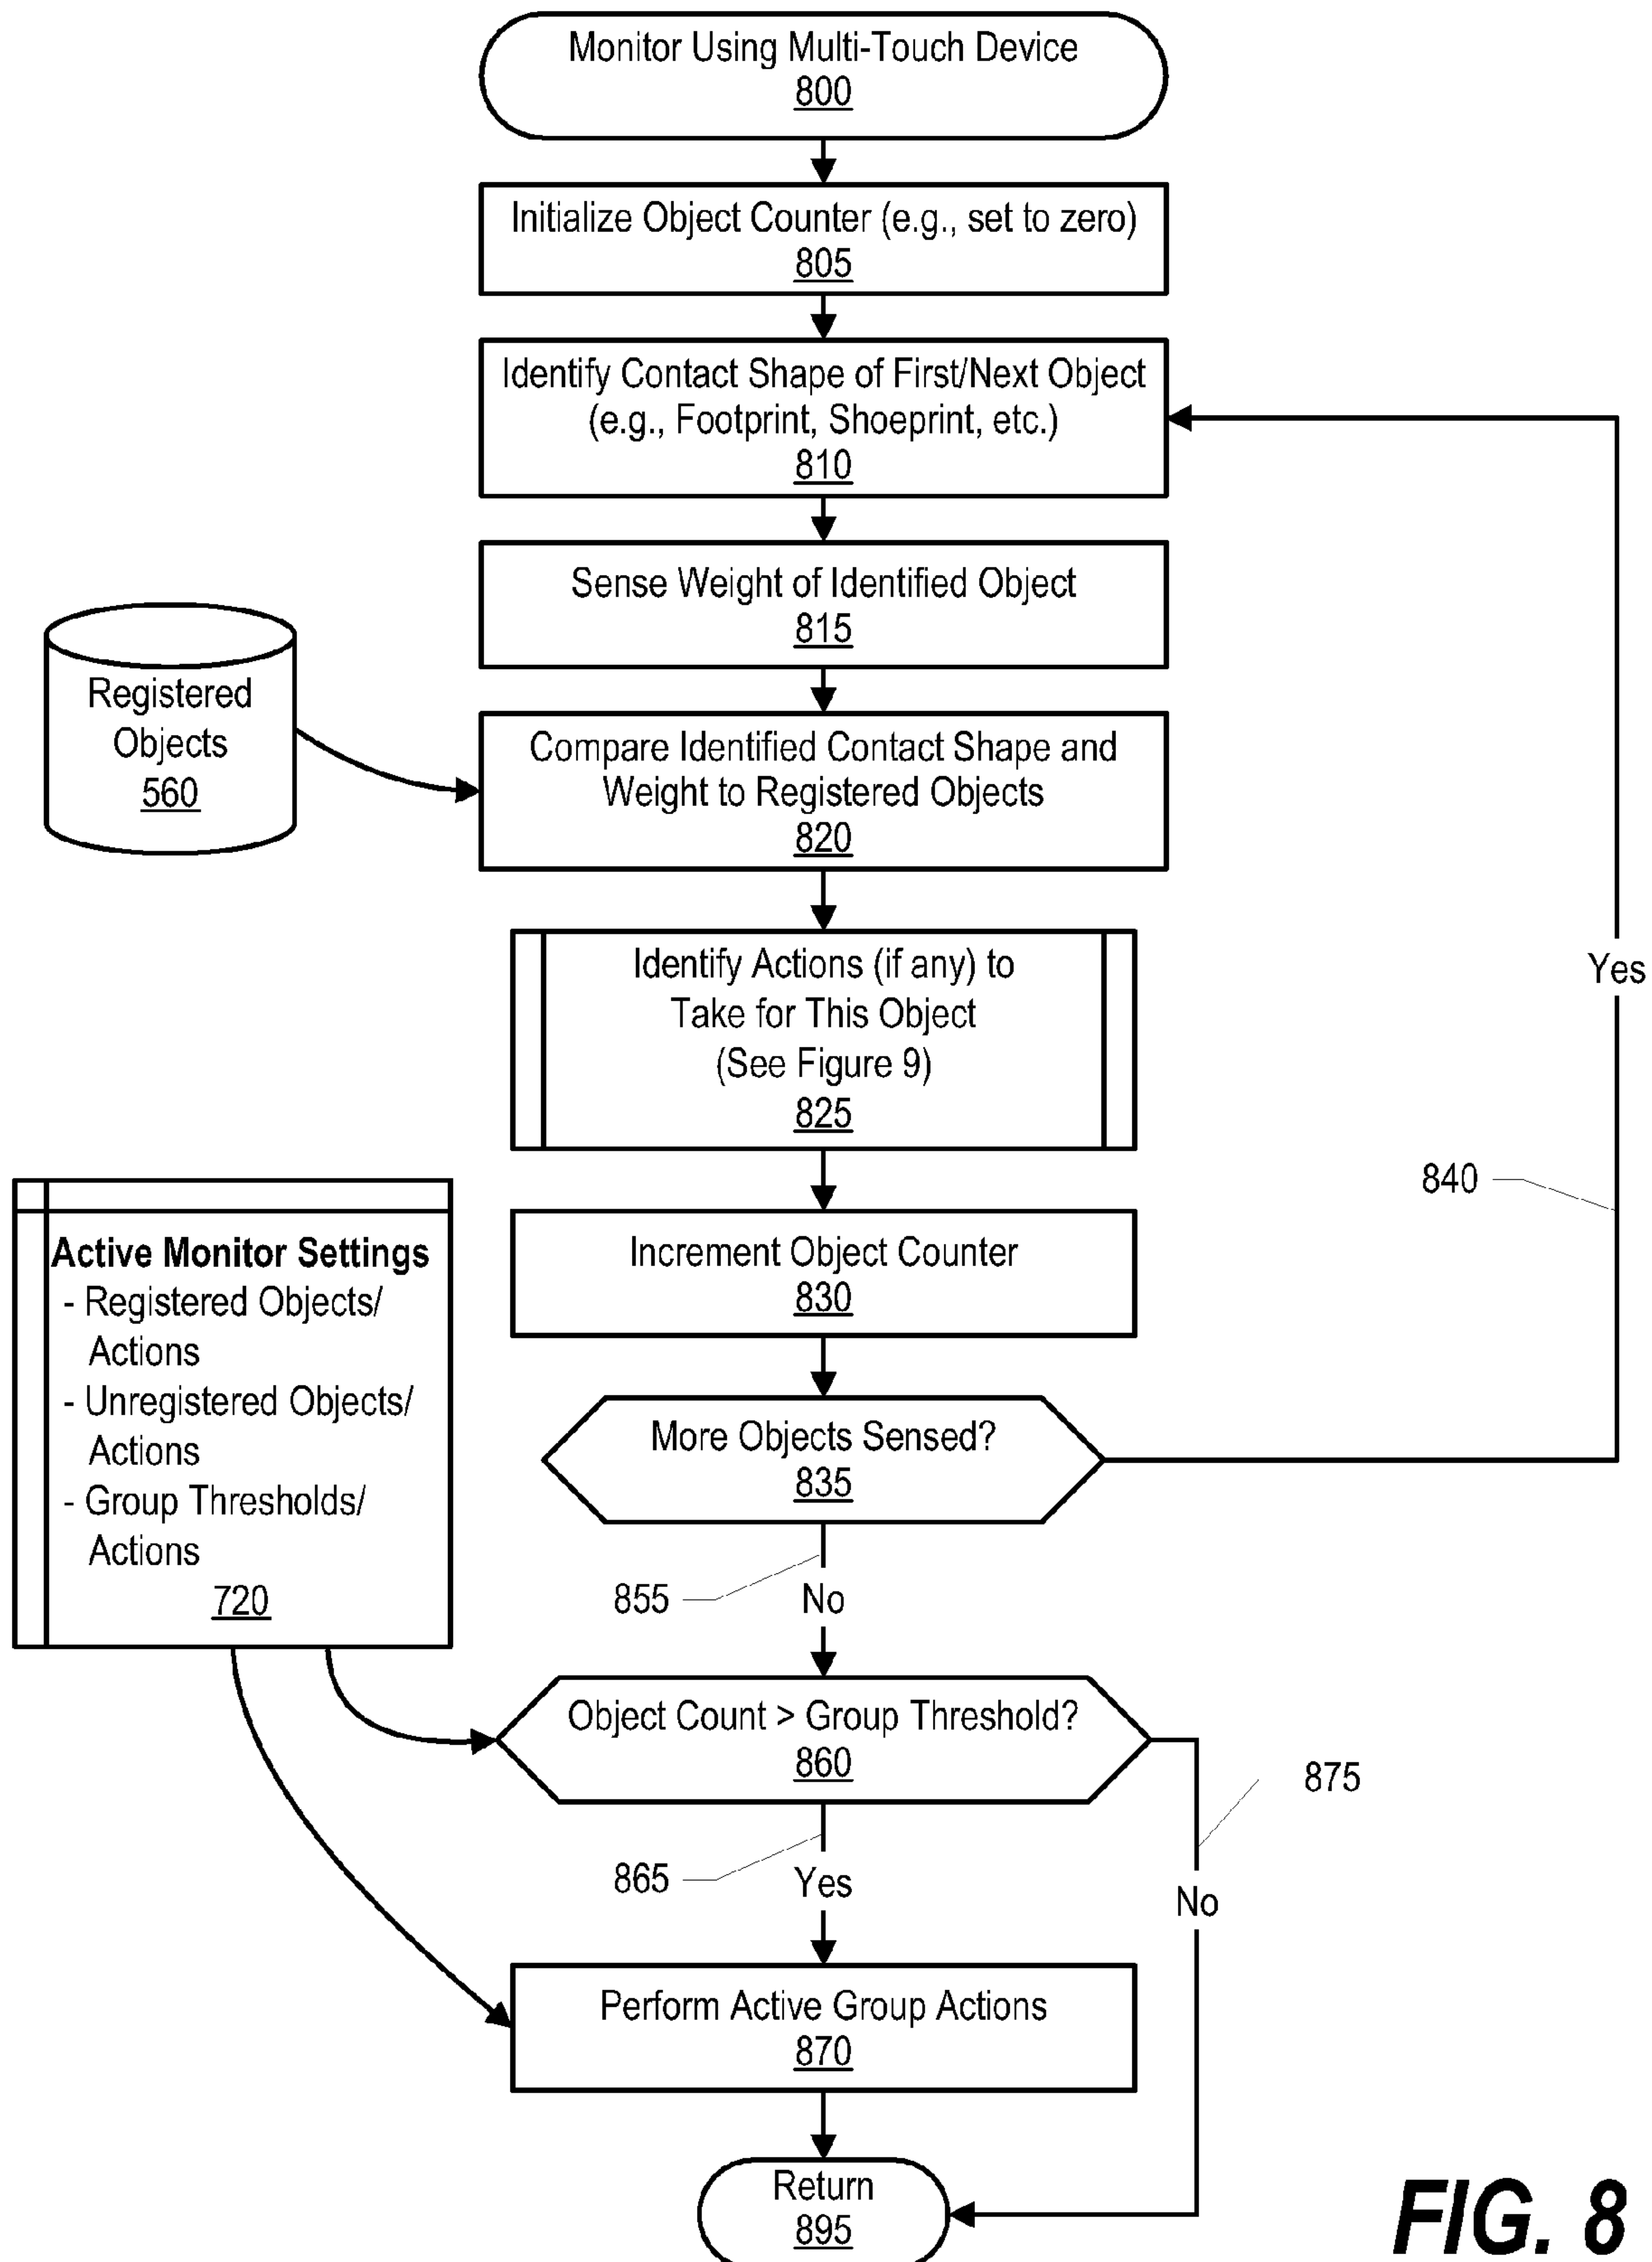 Monitor Using Multi-Touch Device
800
Initialize Object Counter (e.g., set to zero)
805
Identify Contact Shape of First/Next Object
(e.g., Footprint, Shoeprint, etc.)
810
Sense Weight of Identified Object
815
Registered
Objects
560
Compare Identified Contact Shape and
Weight to Registered Objects
820
Identify Actions (if any) to
Take for This Object
(See Figure 9)
825
Yes
840
Increment Object Counter
830
Active Monitor Settings
- Registered Objects/
Actions
- Unregistered Objects/
Actions
- Group Thresholds/
Actions
720
More Objects Sensed?
835
855
No
Object Count > Group Threshold?
860
875
865
Yes
No
Perform Active Group Actions
870
Return
895
FIG. 8